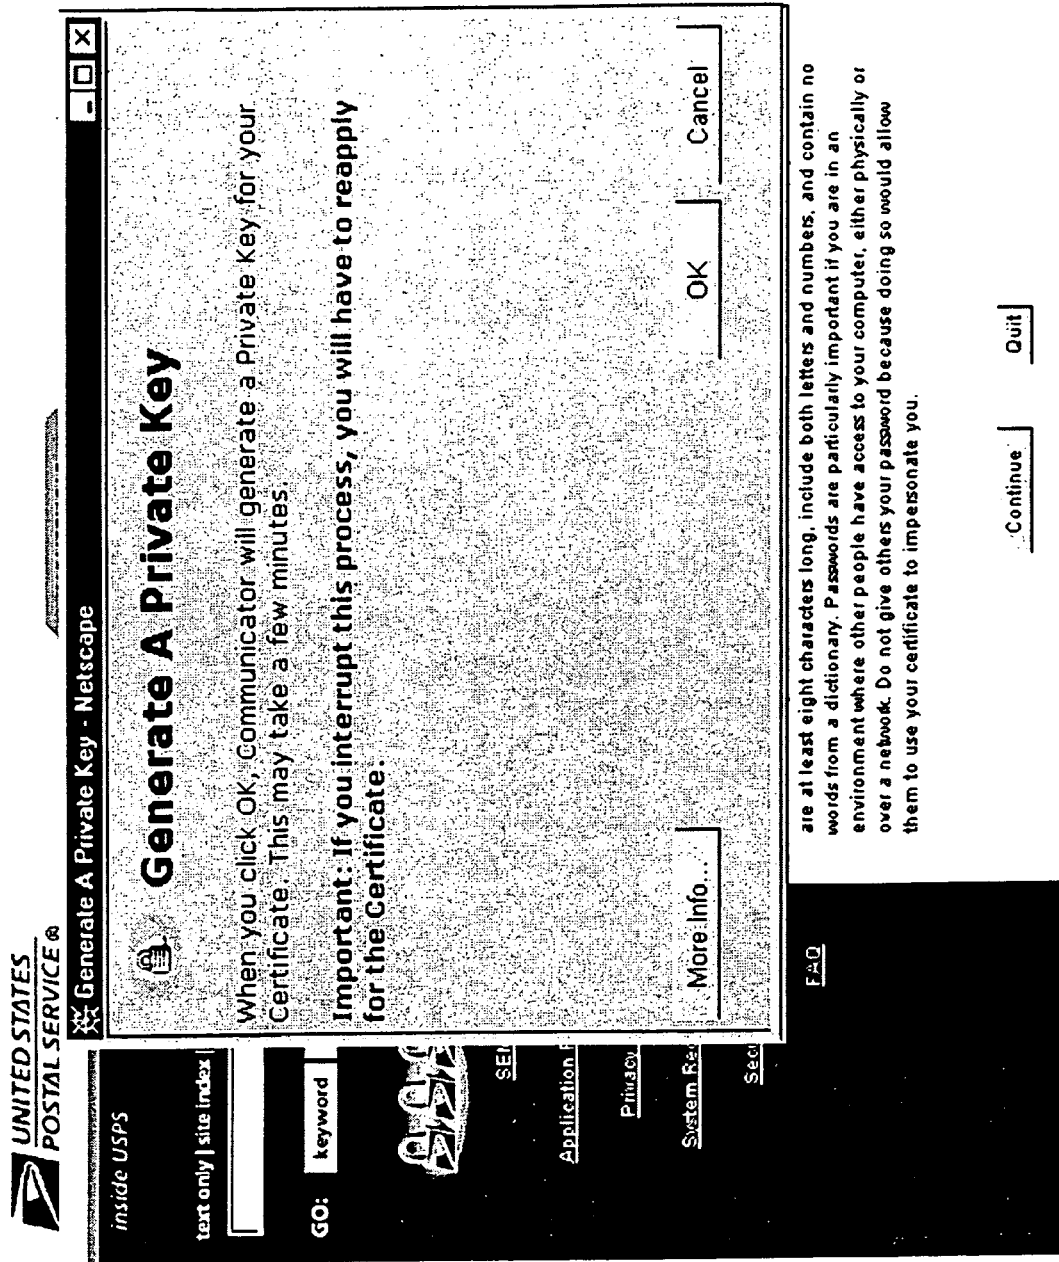 UNITED STATES
POSTAL SERVICE ®
Generate A Private Key - Netscape
Generate A Private Key
When you click OK, Communicator will generate a Private Key for your
Certificate. This may take a few minutes.
Important: If you interrupt this process, you will have to reapply
for the Certificate.
More Info...
OK
Cancel
inside USPS
text only | site index |
GO:
keyword
Application
Privacy
System Rec
FAQ
are at least eight characters long, include both letters and numbers, and contain no
words from a dictionary. Passwords are particularly important if you are in an
environment where other people have access to your computer, either physically or
over a network. Do not give others your password because doing so would allow
them to use your certificate to impersonate you.
Continue
Quit